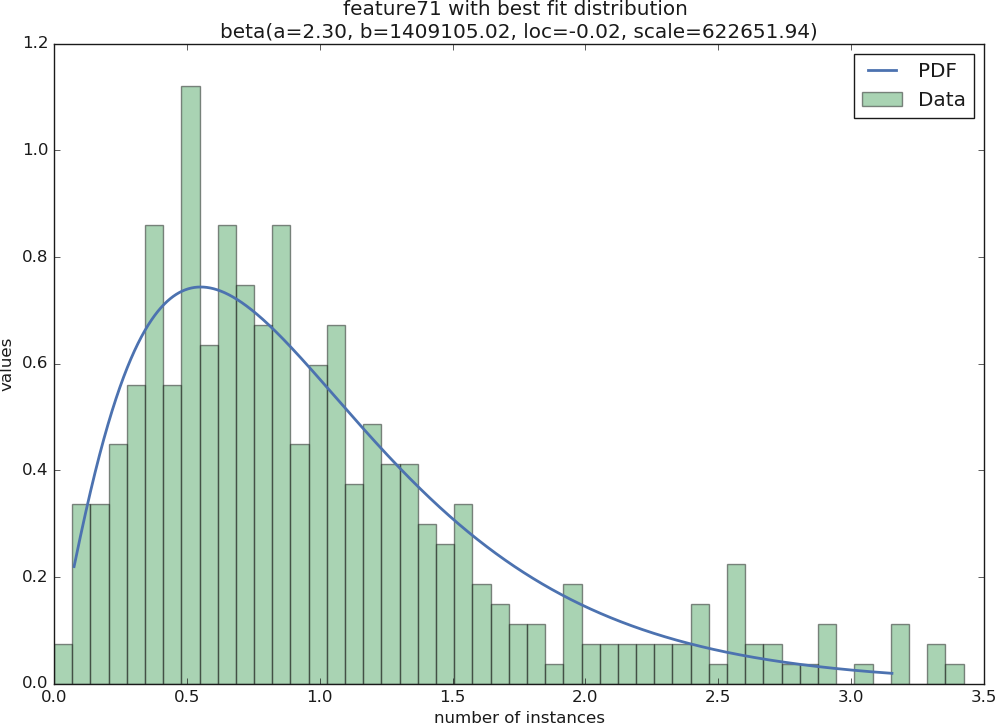 feature71 with best fit distribution
beta(a=2.30, b=1409105.02, loc=-0.02, scale=622651.94)
PDF
Data
1.2
1.0
0.8
0.6
0.4
0.2
0.0
values
0.0 0.5 1.0 1.5 2.0 2.5 3.0 3.5
number of instances